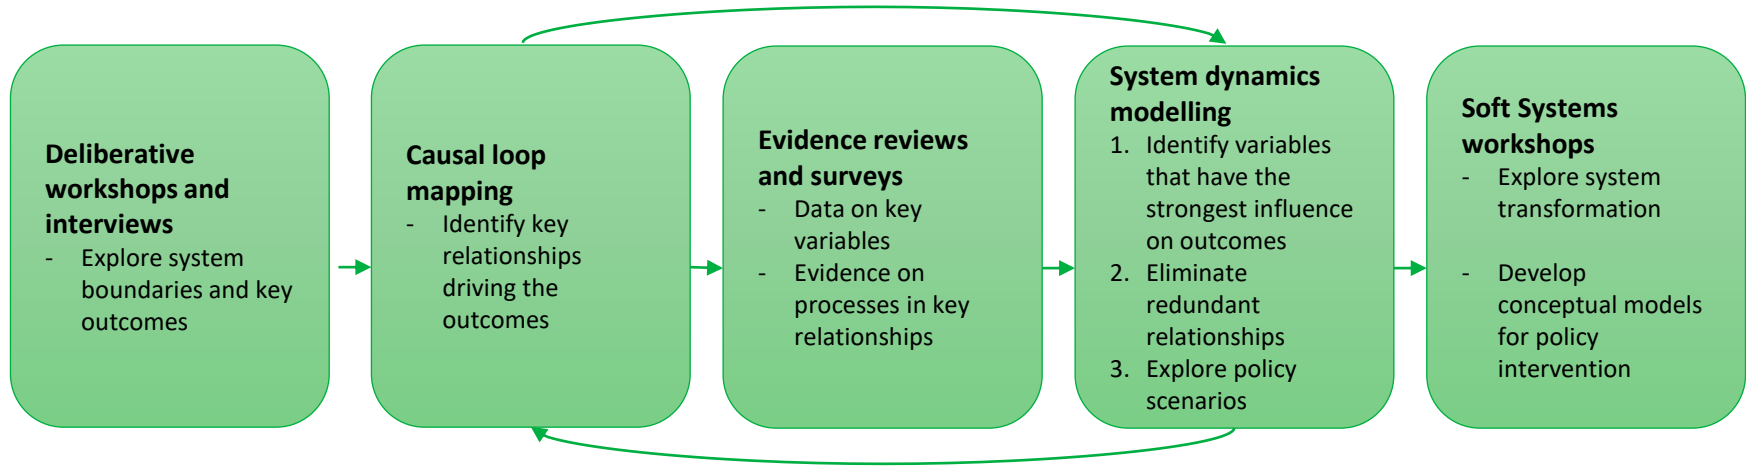 Deliberative
workshops and
interviews
- Explore system
boundaries and key
outcomes
Causal loop
mapping
- Identify key
relationships
driving the
outcomes
Evidence reviews
and surveys
- Data on key
variables
- Evidence on
processes in key
relationships
System dynamics
modelling
1. Identify variables
that have the
strongest influence
on outcomes
2. Eliminate
redundant
relationships
3. Explore policy
scenarios
Soft Systems
workshops
- Explore system
transformation
- Develop
conceptual models
for policy
intervention